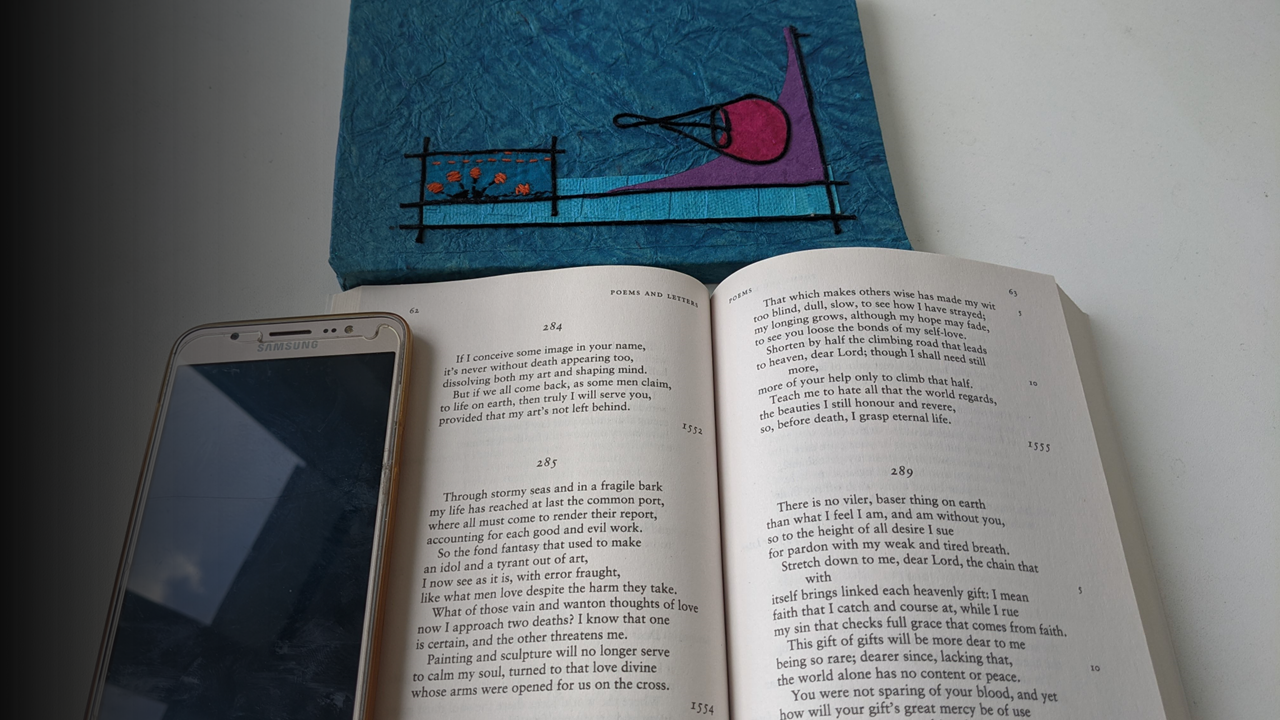 SAMSUNG
62
POEMS AND LETTERS
284
If I conceive some image in your name,
it's never without death appearing too,
dissolving both my art and shaping mind.
But if we all come back, as some men claim,
to life on earth, then truly I will serve you,
provided that my art's not left behind.
1552
285
Through stormy seas and in a fragile bark
my life has reached at last the common port,
where all must come to render their report,
accounting for each good and evil work.
So the fond fantasy that used to make
an idol and a tyrant out of art,
I now see as it is, with error fraught,
like what men love despite the harm they take.
What of those vain and wanton thoughts of love
now I approach two deaths? I know that one
is certain, and the other threatens me.
Painting and sculpture will no longer serve
to calm my soul, turned to that love divine
whose arms were opened for us on the cross.
1554
POEMS
63
That which makes others wise has made my wit
too blind, dull, slow, to see how I have strayed;
5
my longing grows, although my hope may fade,
to see you loose the bonds of my self-love.
Shorten by half the climbing road that leads
to heaven, dear Lord; though I shall need still
more,
more of your help only to climb that half.
10
Teach me to hate all that the world regards,
the beauties I still honour and revere,
so, before death, I grasp eternal life.
1555
289
There is no viler, baser thing on earth
than what I feel I am, and am without you,
so to the height of all desire I sue
for pardon with my weak and tired breath.
Stretch down to me, dear Lord, the chain that
with
itself brings linked each heavenly gift: I mean
5
faith that I catch and course at, while I rue
my sin that checks full grace that comes from faith.
This gift of gifts will be more dear to me
being so rare; dearer since, lacking that,
the world alone has no content or peace.
10
You were not sparing of your blood, and yet
how will your gift's great mercy be of use